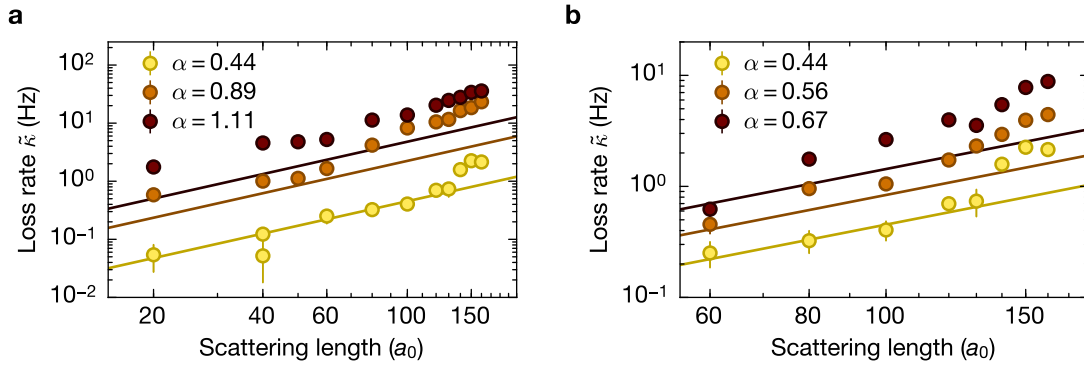 a
α = 0.44
α = 0.89
α = 1.11
10²
10¹
10⁰
10⁻¹
10⁻²
Loss rate κ̃ (Hz)
20 40 60 100 150
Scattering length (a₀)
b
α = 0.44
α = 0.56
α = 0.67
10¹
10⁰
10⁻¹
Loss rate κ̃ (Hz)
60 80 100 150
Scattering length (a₀)